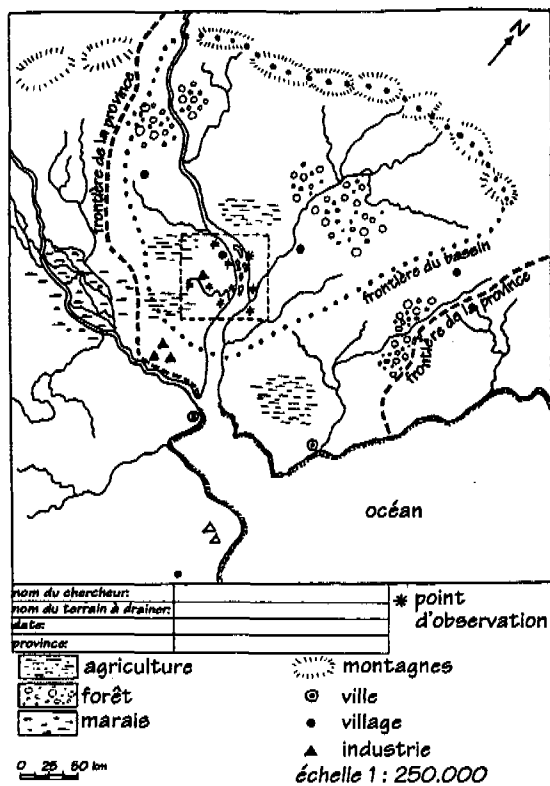 N
frontière de la province
frontière du bassin
frontière de la province
océan
nom du chercheur:
nom du terrain à drainer:
date:
province:
* point
d'observation
agriculture
forêt
marais
montagnes
ville
village
industrie
0 25 50 km
échelle 1 : 250.000